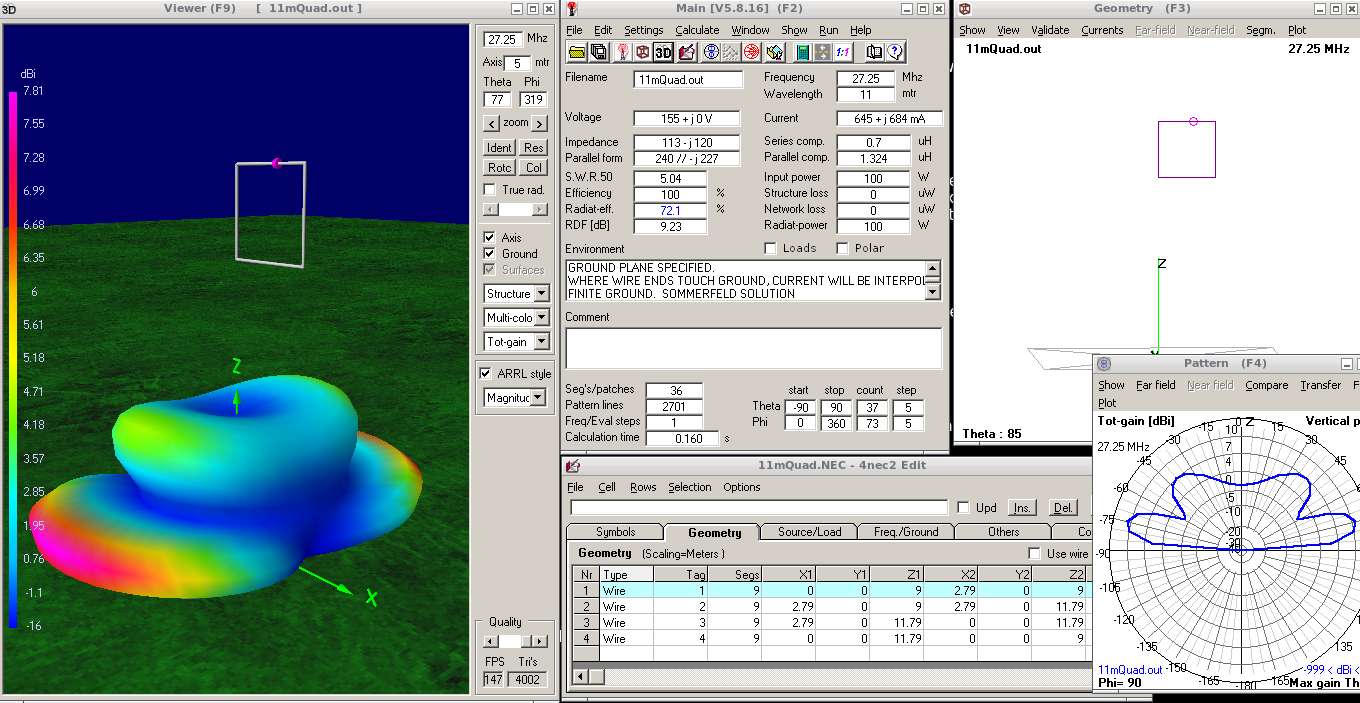 3D Viewer (F9) [ 11mQuad.out ]
dBi
7.81
7.55
7.28
6.99
6.68
6.35
6
5.61
5.18
4.71
4.18
3.57
2.85
1.95
0.76
-1.1
-16
Z
X
27.25 Mhz
Axis 5 mtr
Theta Phi
77 319
< zoom >
Ident Res
Rotc Col
True rad.
Axis
Ground
Surfaces
Structure
Multi-colo
Tot-gain
ARRL style
Magnituc
Quality
FPS Tri's
147 4002
Main [V5.8.16] (F2)
File Edit Settings Calculate Window Show Run Help
3D 1:1
Filename 11mQuad.out Frequency 27.25 Mhz
Wavelength 11 mtr
Voltage 155 + j 0 V Current 645 + j 684 mA
Impedance 113 - j 120 Series comp. 0.7 uH
Parallel form 240 // - j 227 Parallel comp. 1.324 uH
S.W.R.50 5.04 Input power 100 W
Efficiency 100 % Structure loss 0 uW
Radiat-eff. 72.1 % Network loss 0 uW
RDF [dB] 9.23 Radiat-power 100 W
Environment Loads Polar
GROUND PLANE SPECIFIED.
WHERE WIRE ENDS TOUCH GROUND, CURRENT WILL BE INTERPO
FINITE GROUND. SOMMERFELD SOLUTION
Comment
Seg's/patches 36 start stop count step
Pattern lines 2701 Theta -90 90 37 5
Freq/Eval steps 1 Phi 0 360 73 5
Calculation time 0.160 s
11mQuad.NEC - 4nec2 Edit
File Cell Rows Selection Options
Upd Ins. Del.
Symbols Geometry Source/Load Freq./Ground Others Co
Geometry (Scaling=Meters ) Use wire
Nr Type Tag Segs X1 Y1 Z1 X2 Y2 Z2
1 Wire 1 9 0 0 9 2.79 0 9
2 Wire 2 9 2.79 0 9 2.79 0 11.79
3 Wire 3 9 2.79 0 11.79 0 0 11.79
4 Wire 4 9 0 0 11.79 0 0 9
Geometry (F3)
Show View Validate Currents Far-field Near-field Segm. Plot
11mQuad.out 27.25 MHz
Z
Theta : 85
Pattern (F4)
Show Far field Near field Compare Transfer F
Plot
Tot-gain [dBi] 0 Z Vertical p
27.25 MHz
-15 15
-30 30
-45 45
-60 60
-75 75
-90
-105
-120 120
-135 135
-150
-165 165
-180
10
7
4
0
-5
-10
-20
11mQuad.out -999 < dBi <
Phi= 90 Max gain Th